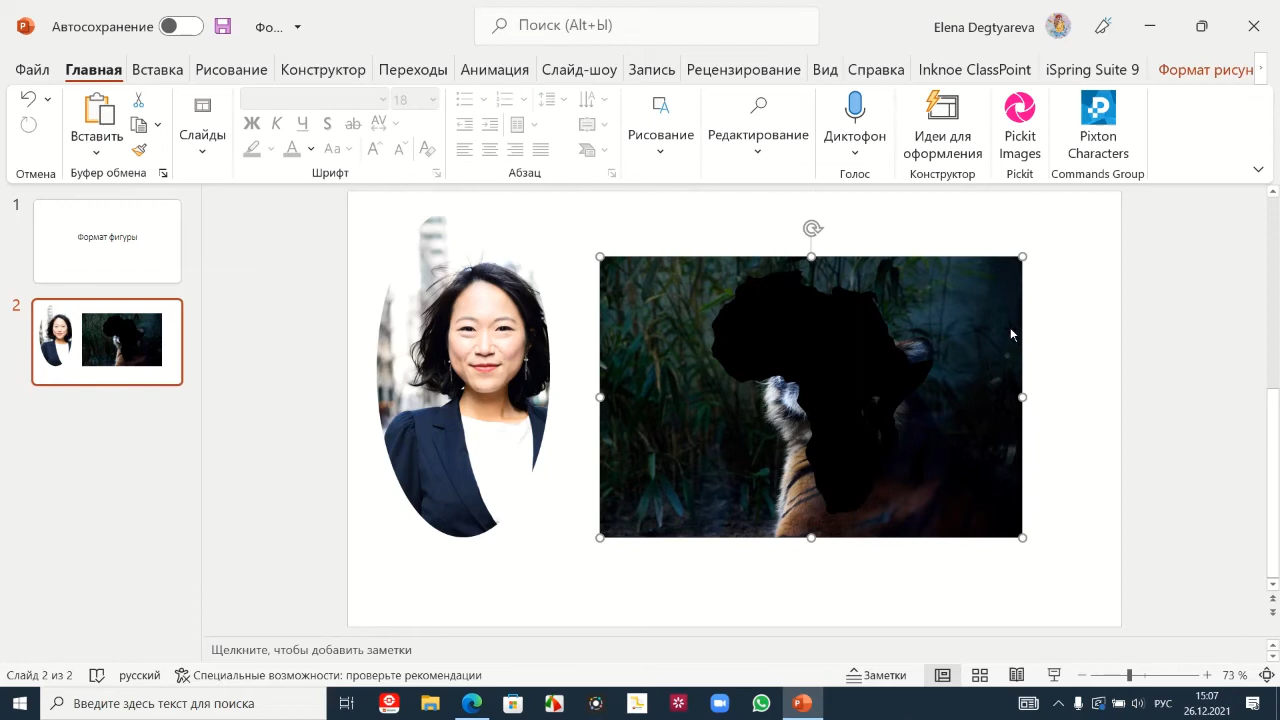 Автосохранение
Фо...
Поиск (Alt+Ы)
Elena Degtyareva
Файл Главная Вставка Рисование Конструктор Переходы Анимация Слайд-шоу Запись Рецензирование Вид Справка Inknoe ClassPoint iSpring Suite 9 Формат рисун
Вставить
Слайды
18
Ж К Ч S ab AV
Aa
Рисование
Редактирование
Диктофон
Идеи для
оформления
Pickit
Images
Pixton
Characters
Отмена
Буфер обмена
Шрифт
Абзац
Голос
Конструктор
Pickit
Commands Group
1
Формат фигуры
2
Щелкните, чтобы добавить заметки
Слайд 2 из 2 русский Специальные возможности: проверьте рекомендации Заметки 73 %
Введите здесь текст для поиска
РУС
15:07
26.12.2021